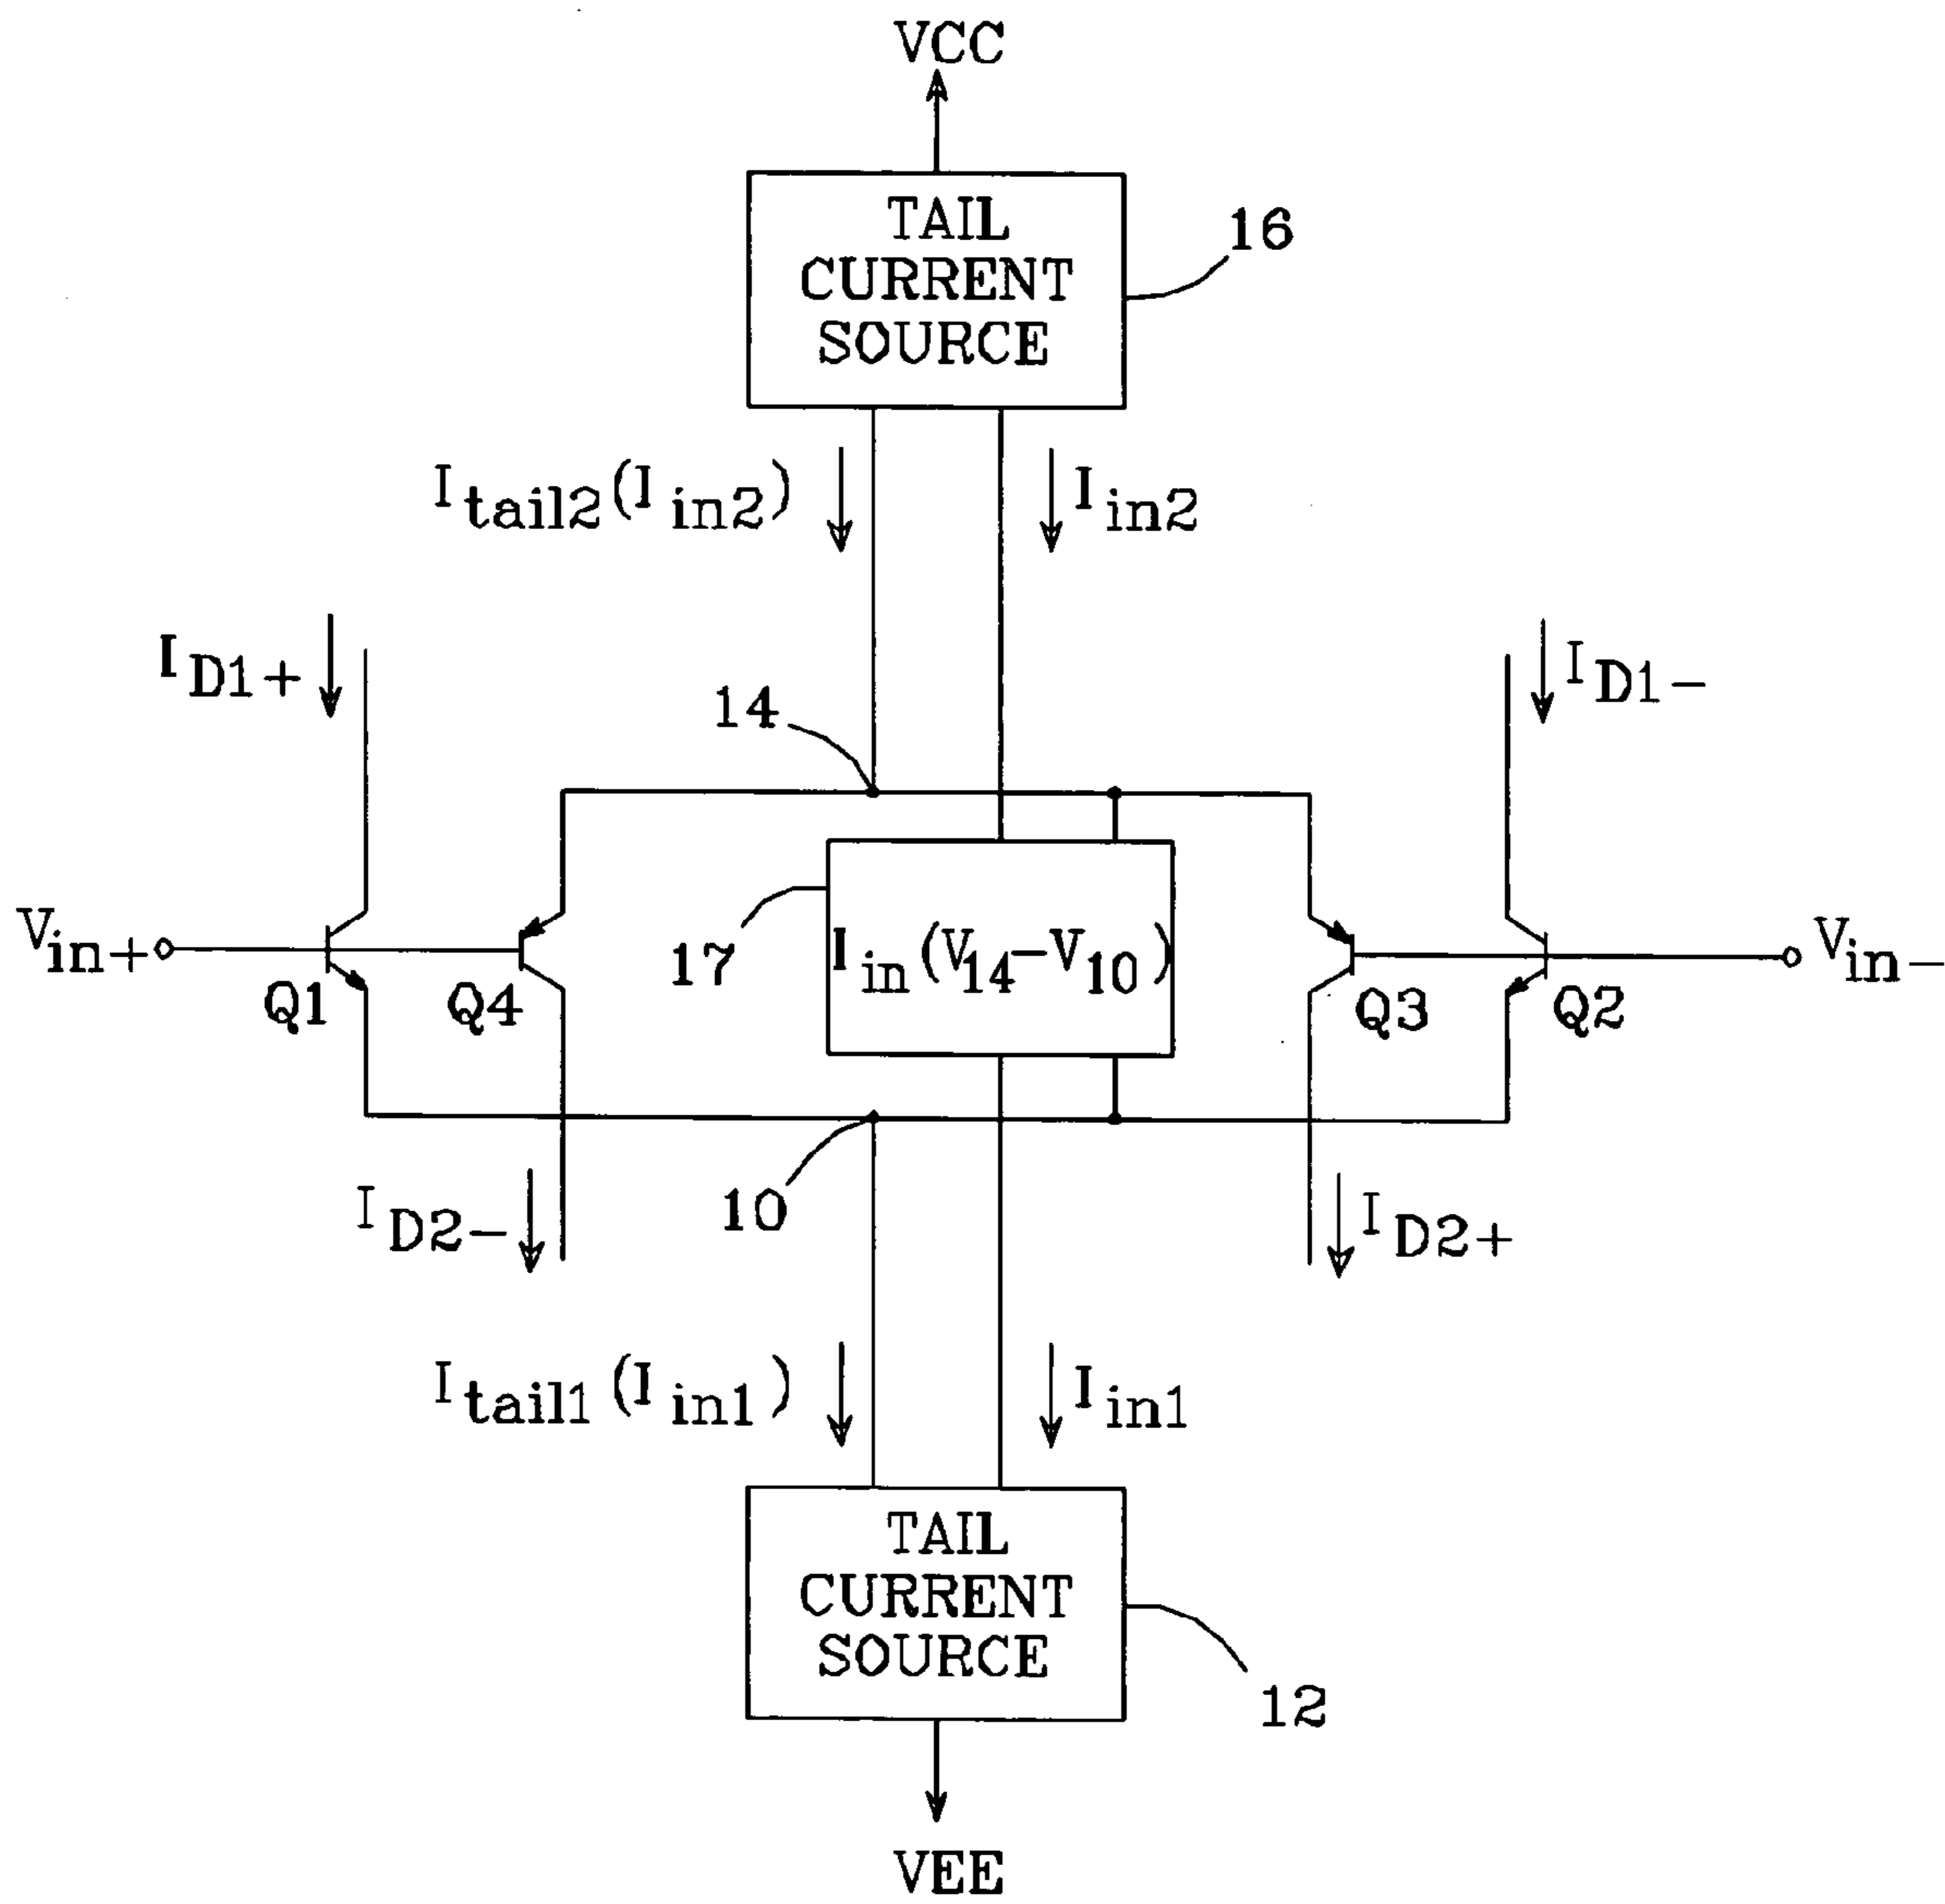 VCC
TAIL
CURRENT
SOURCE
16
I tail2 (I in2)
I in2
I D1+
I D1-
14
V in+
Q1
Q4
17
I in (V 14 - V 10)
Q3
Q2
V in-
I D2-
10
I D2+
I tail1 (I in1)
I in1
TAIL
CURRENT
SOURCE
12
VEE